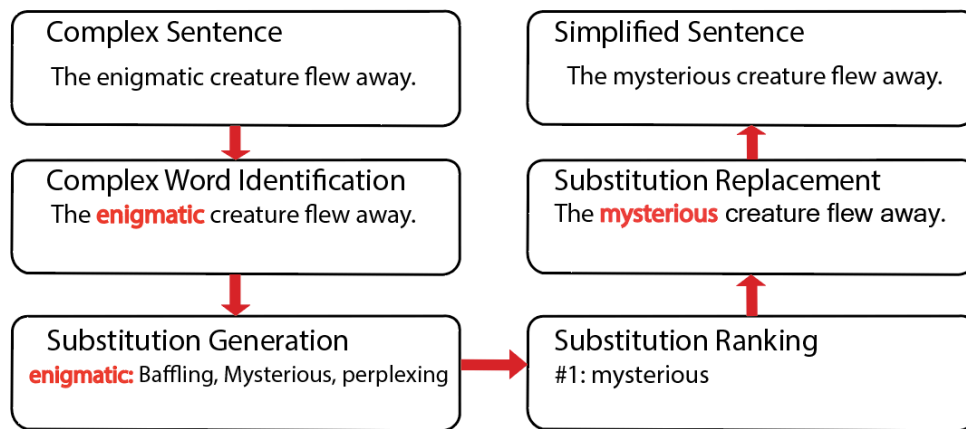 Complex Sentence
The enigmatic creature flew away.
Complex Word Identification
The enigmatic creature flew away.
Substitution Generation
enigmatic: Baffling, Mysterious, perplexing
Substitution Ranking
#1: mysterious
Substitution Replacement
The mysterious creature flew away.
Simplified Sentence
The mysterious creature flew away.